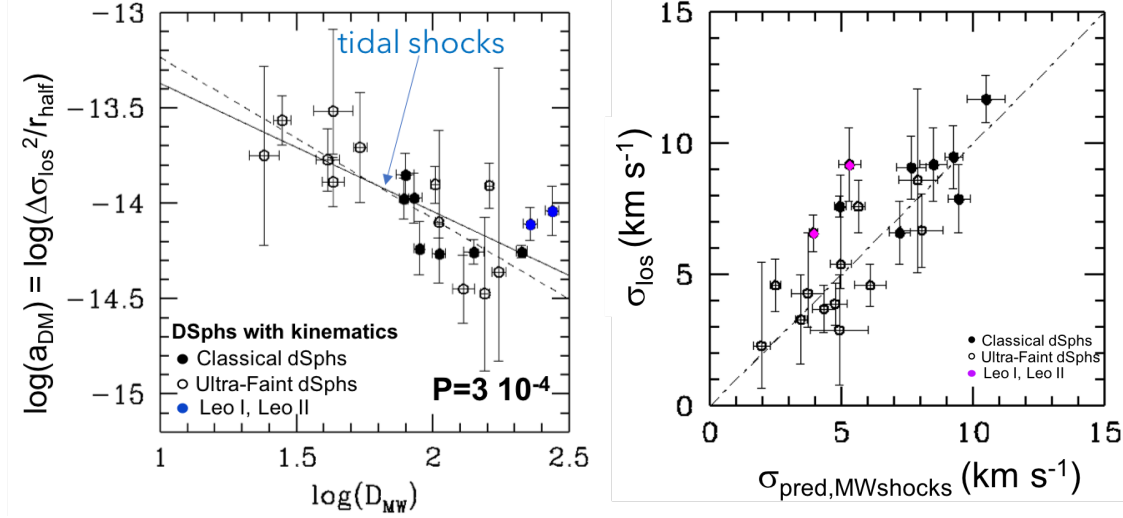 -13
-13.5
-14
-14.5
-15
log(a_DM) = log(Δσ_los²/r_half)
tidal shocks
DSphs with kinematics
Classical dSphs
Ultra-Faint dSphs
Leo I, Leo II
P=3 10⁻⁴
1
1.5
2
2.5
log(D_MW)
15
10
5
0
σ_los (km s⁻¹)
Classical dSphs
Ultra-Faint dSphs
Leo I, Leo II
0
5
10
15
σ_pred,MWshocks (km s⁻¹)